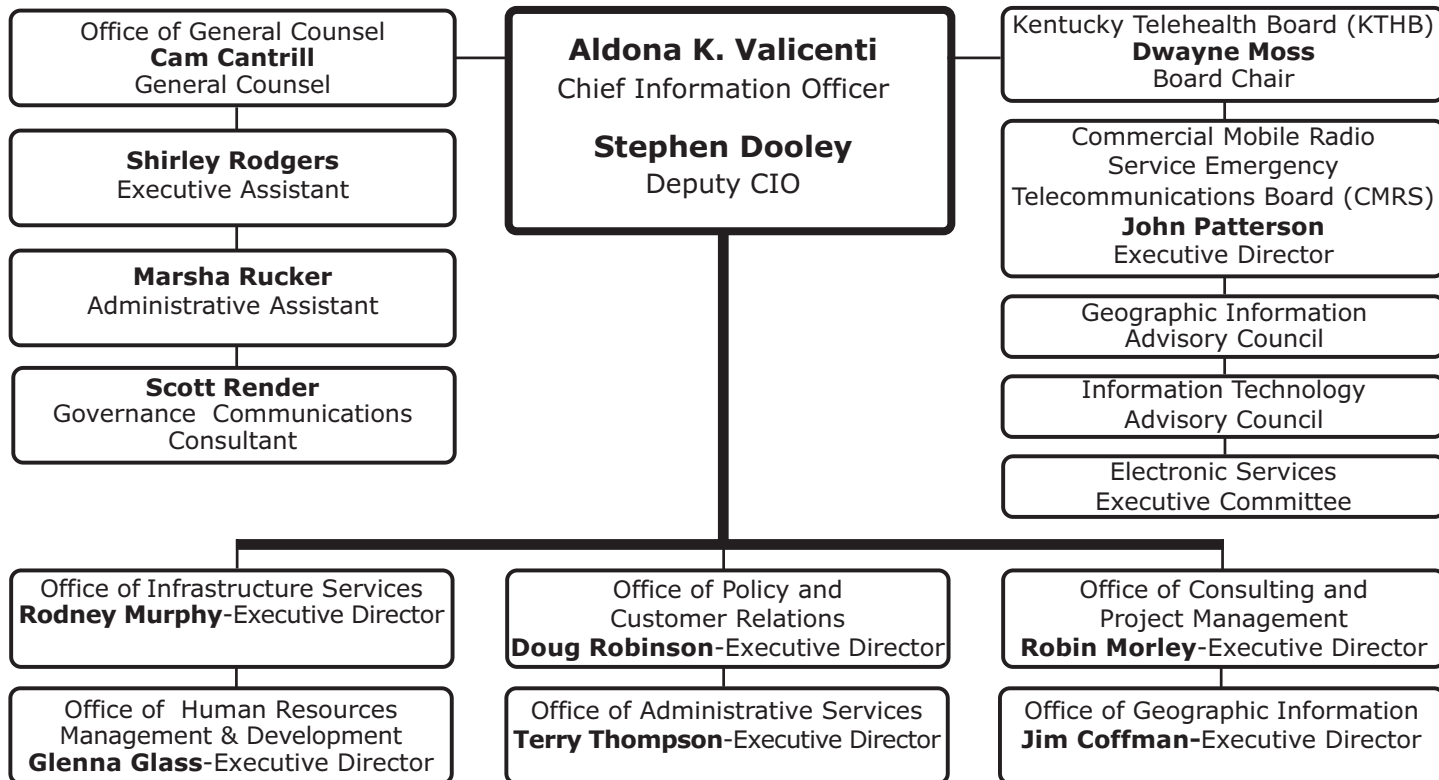 Office of General Counsel
Cam Cantrill
General Counsel
Shirley Rodgers
Executive Assistant
Marsha Rucker
Administrative Assistant
Scott Render
Governance Communications
Consultant
Aldona K. Valicenti
Chief Information Officer
Stephen Dooley
Deputy CIO
Kentucky Telehealth Board (KTHB)
Dwayne Moss
Board Chair
Commercial Mobile Radio
Service Emergency
Telecommunications Board (CMRS)
John Patterson
Executive Director
Geographic Information
Advisory Council
Information Technology
Advisory Council
Electronic Services
Executive Committee
Office of Infrastructure Services
Rodney Murphy-Executive Director
Office of Policy and
Customer Relations
Doug Robinson-Executive Director
Office of Consulting and
Project Management
Robin Morley-Executive Director
Office of Human Resources
Management & Development
Glenna Glass-Executive Director
Office of Administrative Services
Terry Thompson-Executive Director
Office of Geographic Information
Jim Coffman-Executive Director